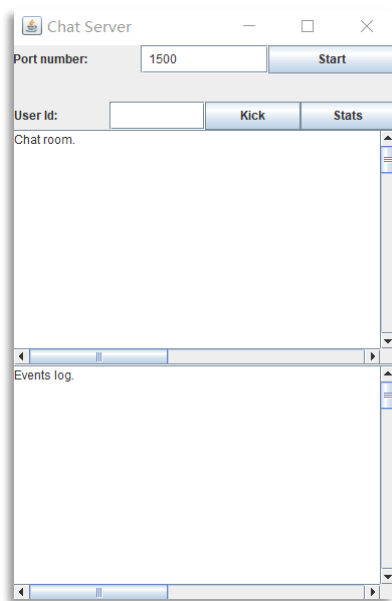 Chat Server
Port number: 1500 Start
User Id: Kick Stats
Chat room.
Events log.